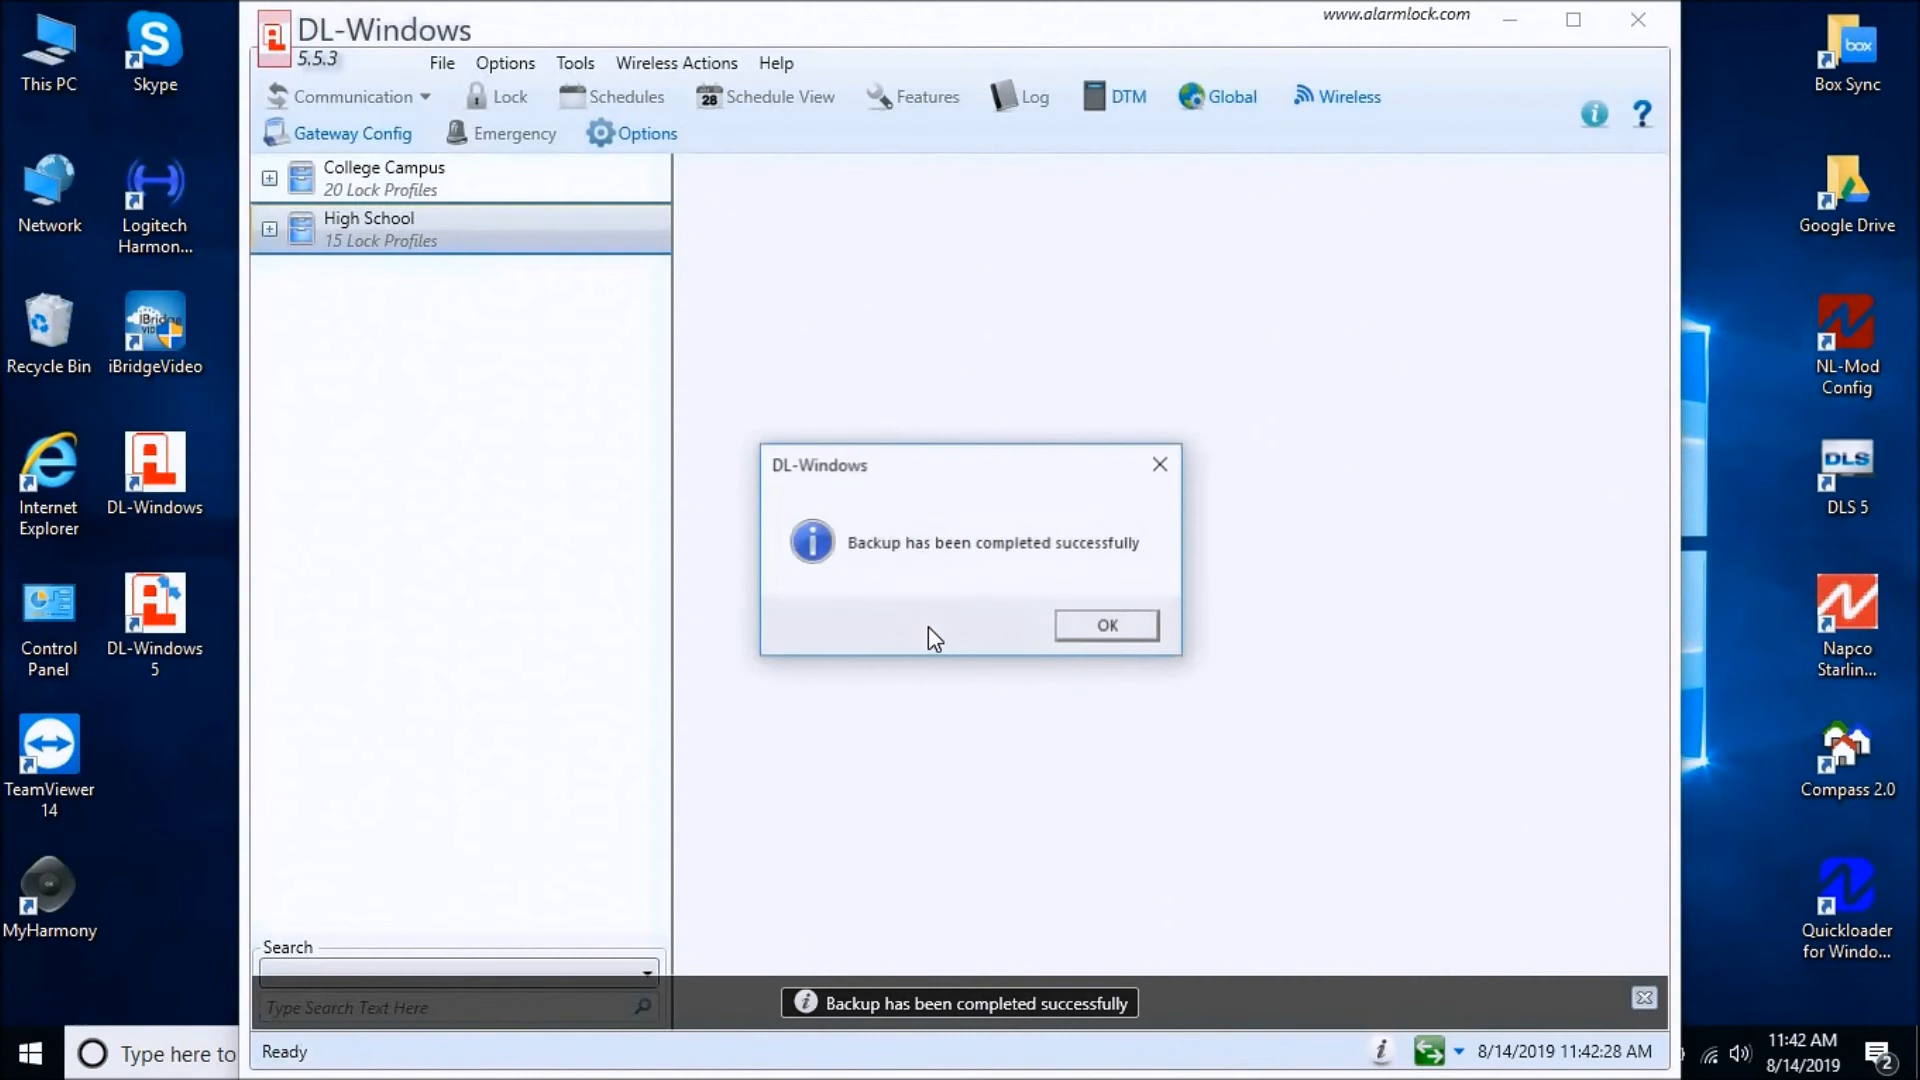 www.alarmlock.com
DL-Windows
5.5.3
File Options Tools Wireless Actions Help
Communication Lock Schedules 28 Schedule View Features Log DTM Global Wireless
Gateway Config Emergency Options
i ?
College Campus
20 Lock Profiles
High School
15 Lock Profiles
DL-Windows
Backup has been completed successfully
OK
Search
Type Search Text Here
Backup has been completed successfully
Ready
8/14/2019 11:42:28 AM
This PC
Skype
Network
Logitech
Harmon...
Recycle Bin
iBridgeVideo
Internet
Explorer
DL-Windows
Control
Panel
DL-Windows
5
TeamViewer
14
MyHarmony
box
Box Sync
Google Drive
NL-Mod
Config
DLS
DLS 5
Napco
Starlin...
Compass 2.0
Quickloader
for Windo...
Type here to
11:42 AM
8/14/2019
2